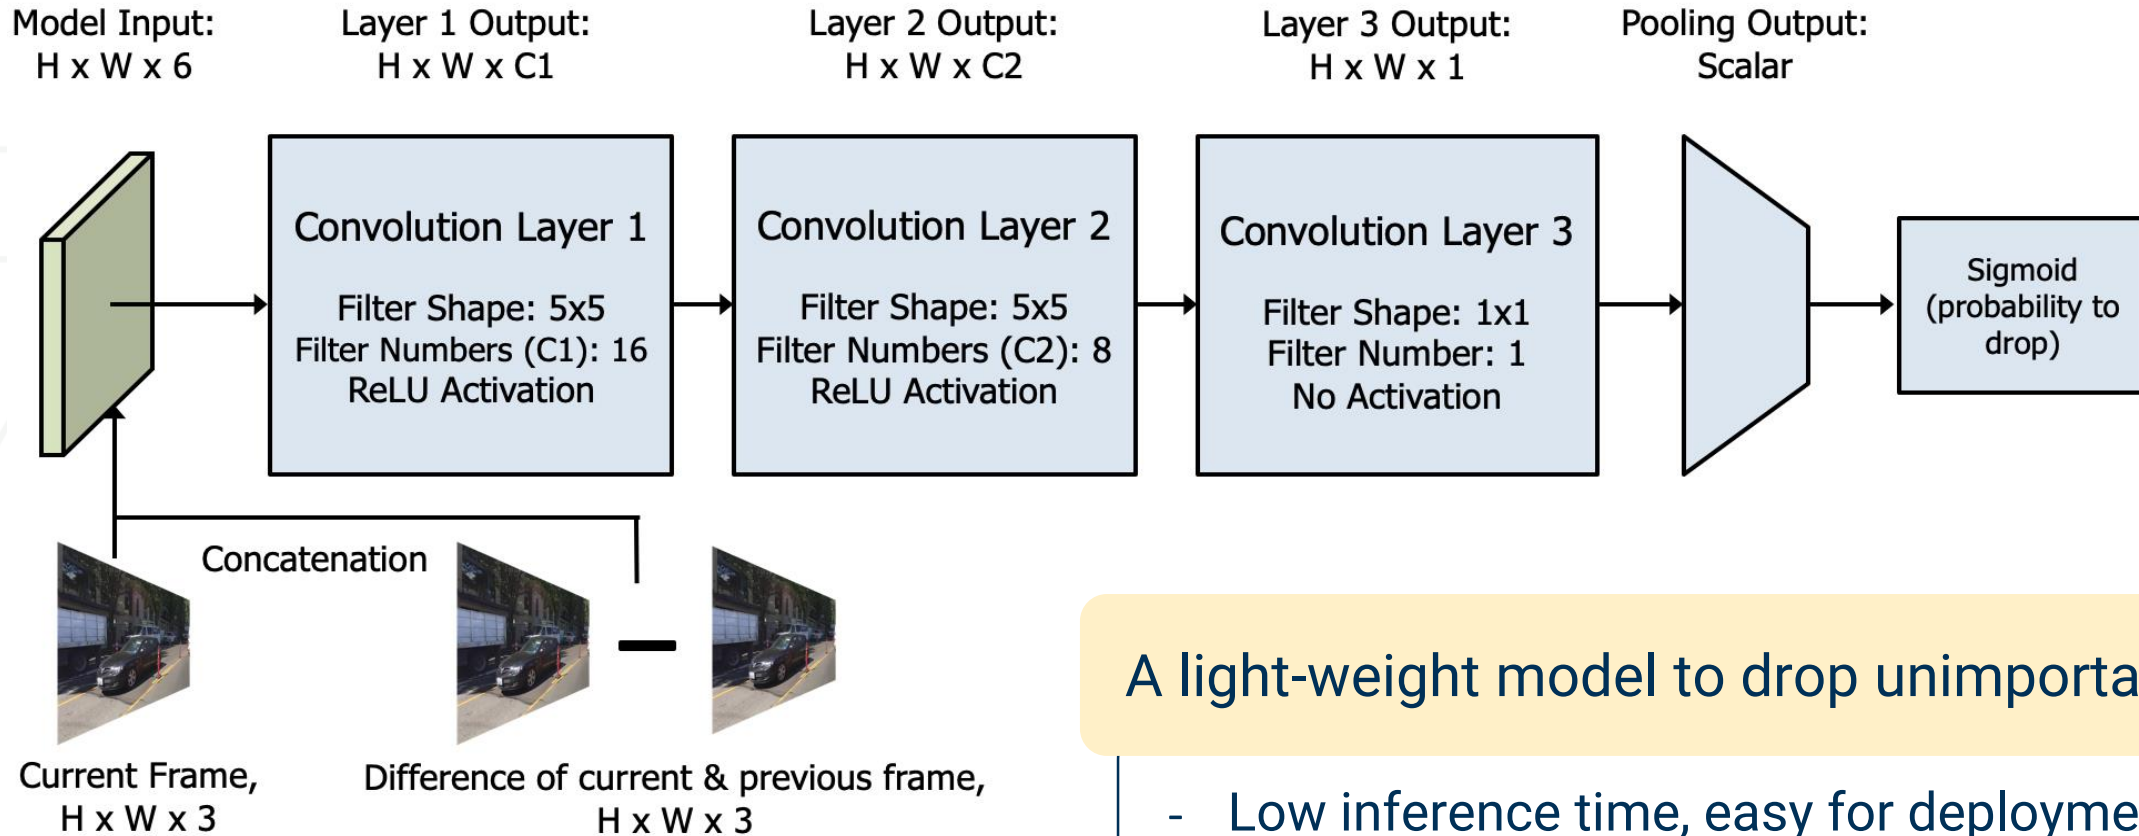 Model Input:
H x W x 6
Layer 1 Output:
H x W x C1
Layer 2 Output:
H x W x C2
Layer 3 Output:
H x W x 1
Pooling Output:
Scalar
Convolution Layer 1
Filter Shape: 5x5
Filter Numbers (C1): 16
ReLU Activation
Convolution Layer 2
Filter Shape: 5x5
Filter Numbers (C2): 8
ReLU Activation
Convolution Layer 3
Filter Shape: 1x1
Filter Number: 1
No Activation
Sigmoid
(probability to
drop)
Concatenation
Current Frame,
H x W x 3
Difference of current & previous frame,
H x W x 3
A light-weight model to drop unimporta
- Low inference time, easy for deployme